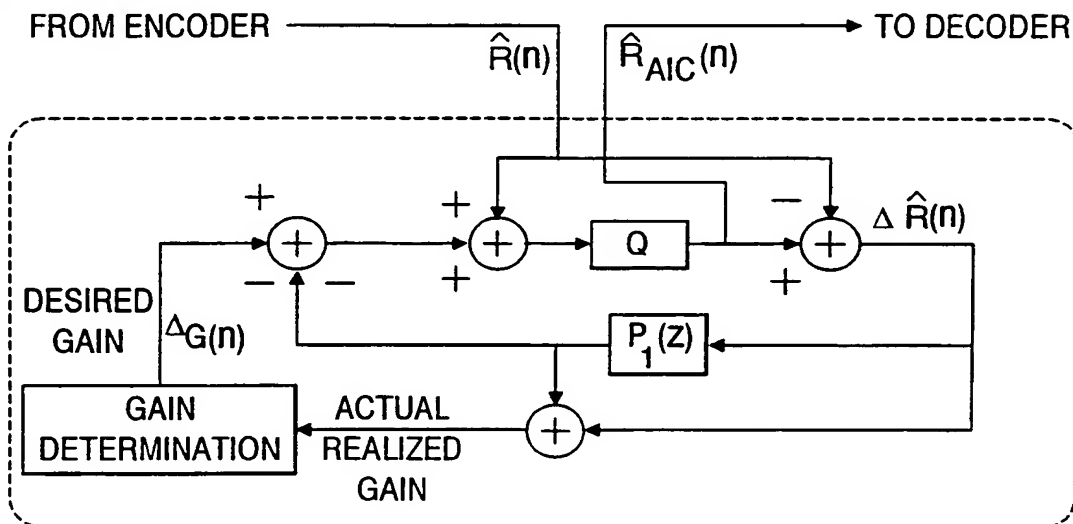 FROM ENCODER
R̂(n)
R̂AIC(n)
TO DECODER
+
−
+
−
−
+
+
+
+
Q
−
+
+
Δ R̂(n)
DESIRED
GAIN
ΔG(n)
P1(z)
GAIN
DETERMINATION
ACTUAL
REALIZED
GAIN
+